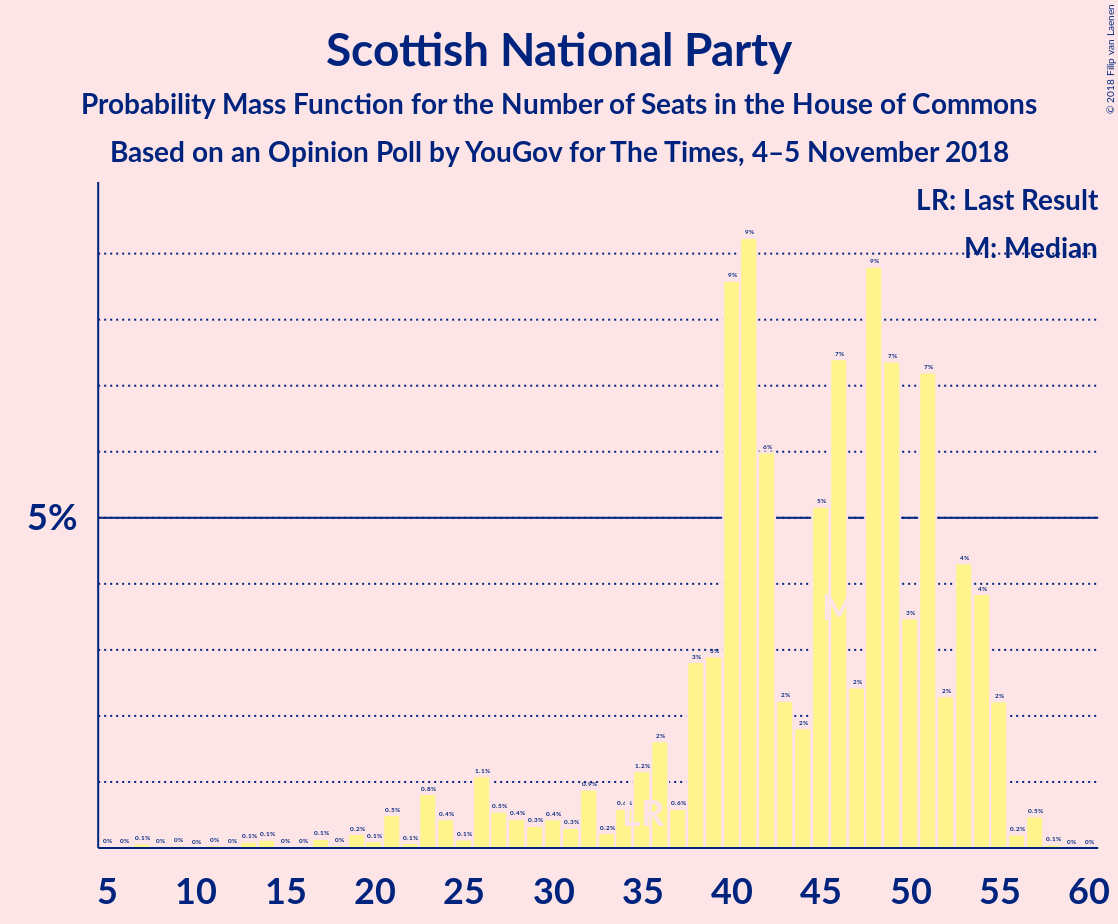 Scottish National Party
Probability Mass Function for the Number of Seats in the House of Commons
Based on an Opinion Poll by YouGov for The Times, 4–5 November 2018
© 2018 Filip van Laenen
LR: Last Result
M: Median
5%
0% 0% 0.1% 0% 0% 0% 0% 0% 0.1% 0.1% 0% 0% 0.1% 0% 0.2% 0.1% 0.5% 0.1% 0.8% 0.4% 0.1% 1.1% 0.5% 0.4% 0.3% 0.4% 0.3% 0.9% 0.2% 1.2% 2% 0.6% 3% 3% 9% 9% 6% 2% 2% 5% 7% 2% 9% 7% 3% 7% 2% 4% 4% 2% 0.2% 0.5% 0.1% 0% 0%
LR
M
5 10 15 20 25 30 35 40 45 50 55 60